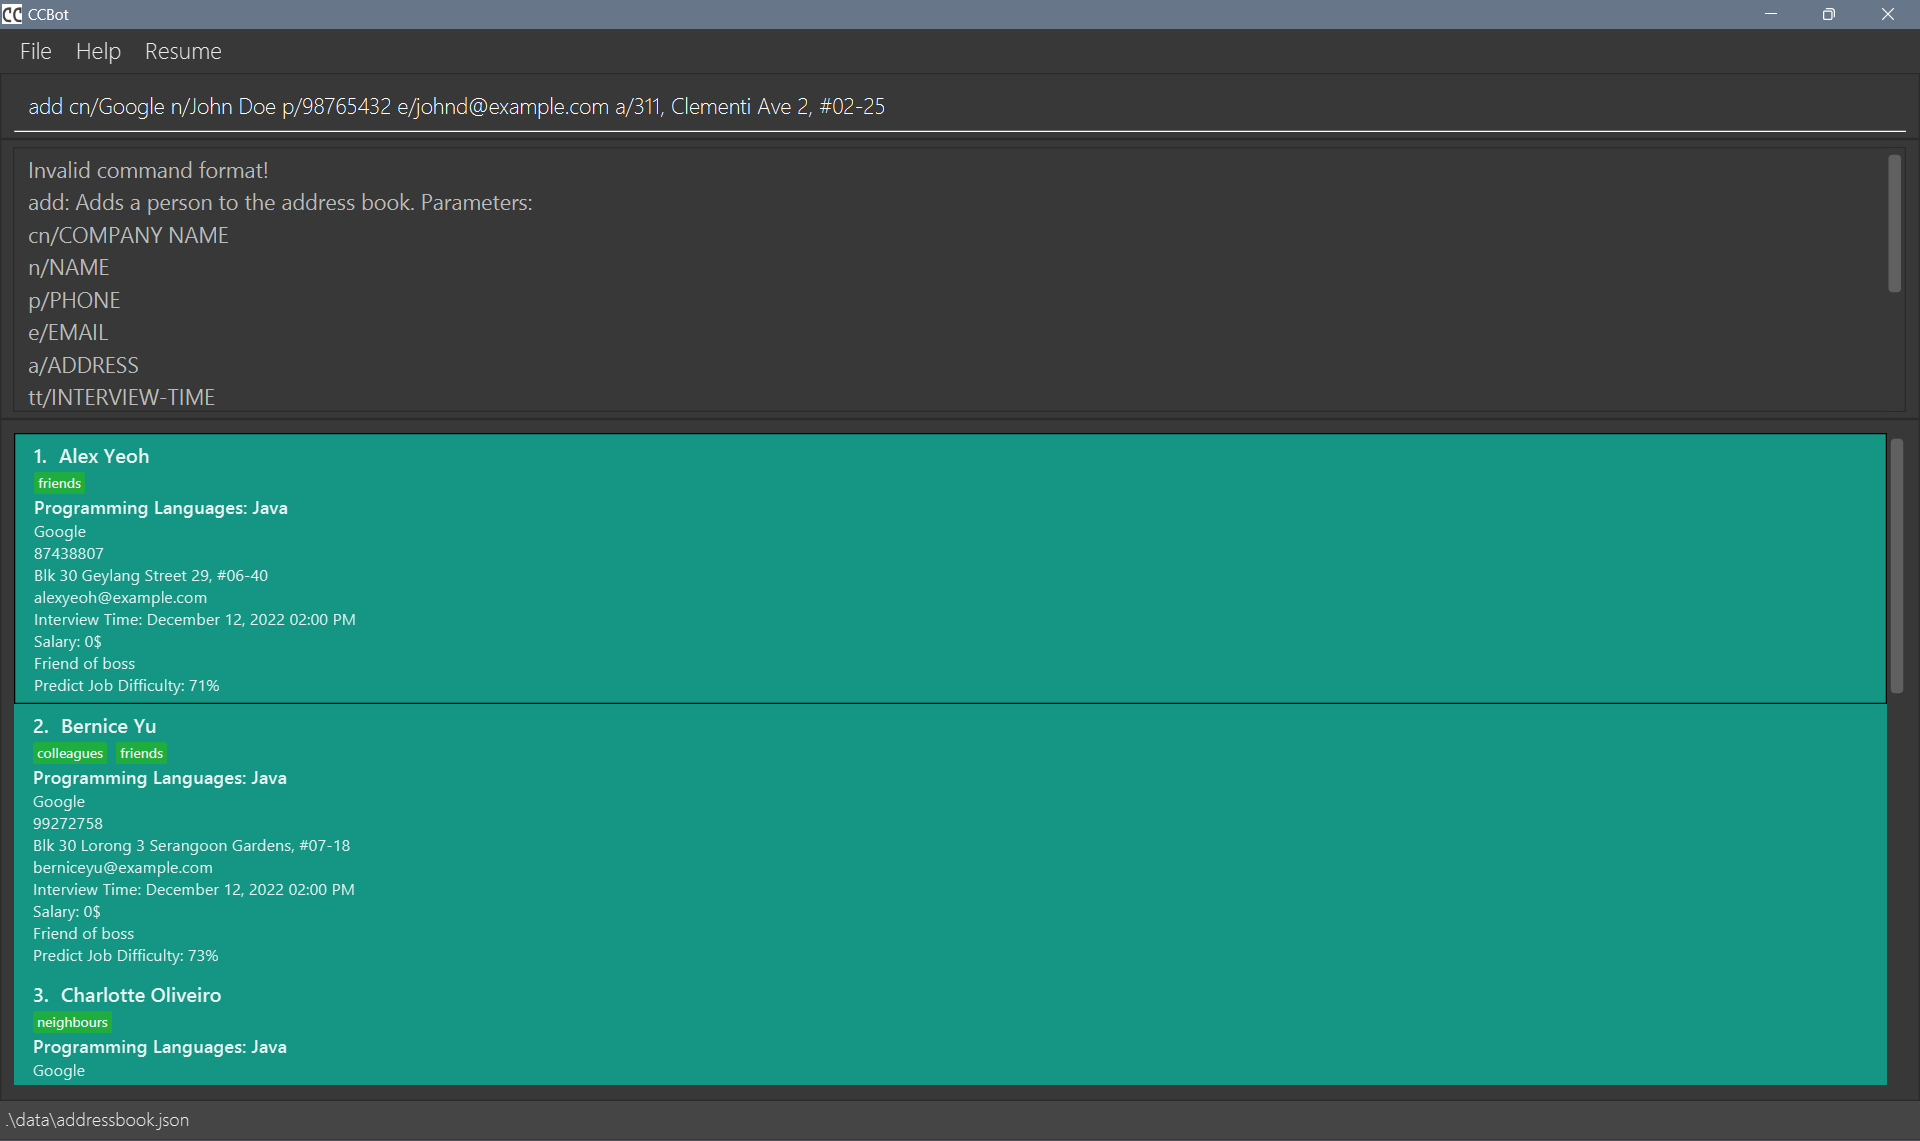 CC CCBot
File Help Resume
add cn/Google n/John Doe p/98765432 e/johnd@example.com a/311, Clementi Ave 2, #02-25
Invalid command format!
add: Adds a person to the address book. Parameters:
cn/COMPANY NAME
n/NAME
p/PHONE
e/EMAIL
a/ADDRESS
tt/INTERVIEW-TIME
1. Alex Yeoh
friends
Programming Languages: Java
Google
87438807
Blk 30 Geylang Street 29, #06-40
alexyeoh@example.com
Interview Time: December 12, 2022 02:00 PM
Salary: 0$
Friend of boss
Predict Job Difficulty: 71%
2. Bernice Yu
colleagues friends
Programming Languages: Java
Google
99272758
Blk 30 Lorong 3 Serangoon Gardens, #07-18
berniceyu@example.com
Interview Time: December 12, 2022 02:00 PM
Salary: 0$
Friend of boss
Predict Job Difficulty: 73%
3. Charlotte Oliveiro
neighbours
Programming Languages: Java
Google
.\data\addressbook.json